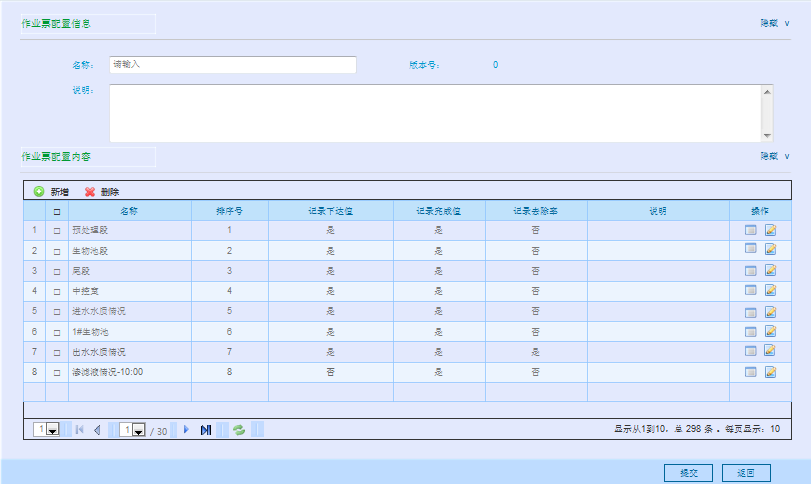 作业票配置信息 隐藏 ∨
名称： 请输入 版本号： 0
说明：
作业票配置内容 隐藏 ∨
新增 删除
名称 排序号 记录下达值 记录完成值 记录去除率 说明 操作
1 预处理段 1 是 是 否
2 生物池段 2 是 是 否
3 尾段 3 是 是 否
4 中控室 4 是 是 否
5 进水水质情况 5 是 是 否
6 1#生物池 6 是 是 否
7 出水水质情况 7 是 是 是
8 渗滤液情况-10:00 8 否 是 否
1 1 / 30 显示从1到10，总 298 条 。每页显示：10
提交 返回